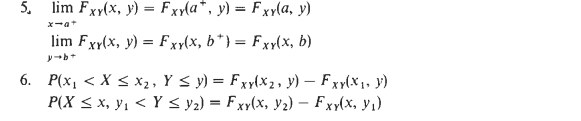 5. lim F_XY(x, y) = F_XY(a⁺, y) = F_XY(a, y)
x→a⁺
lim F_XY(x, y) = F_XY(x, b⁺) = F_XY(x, b)
y→b⁺
6. P(x₁ < X ≤ x₂, Y ≤ y) = F_XY(x₂, y) − F_XY(x₁, y)
P(X ≤ x, y₁ < Y ≤ y₂) = F_XY(x, y₂) − F_XY(x, y₁)